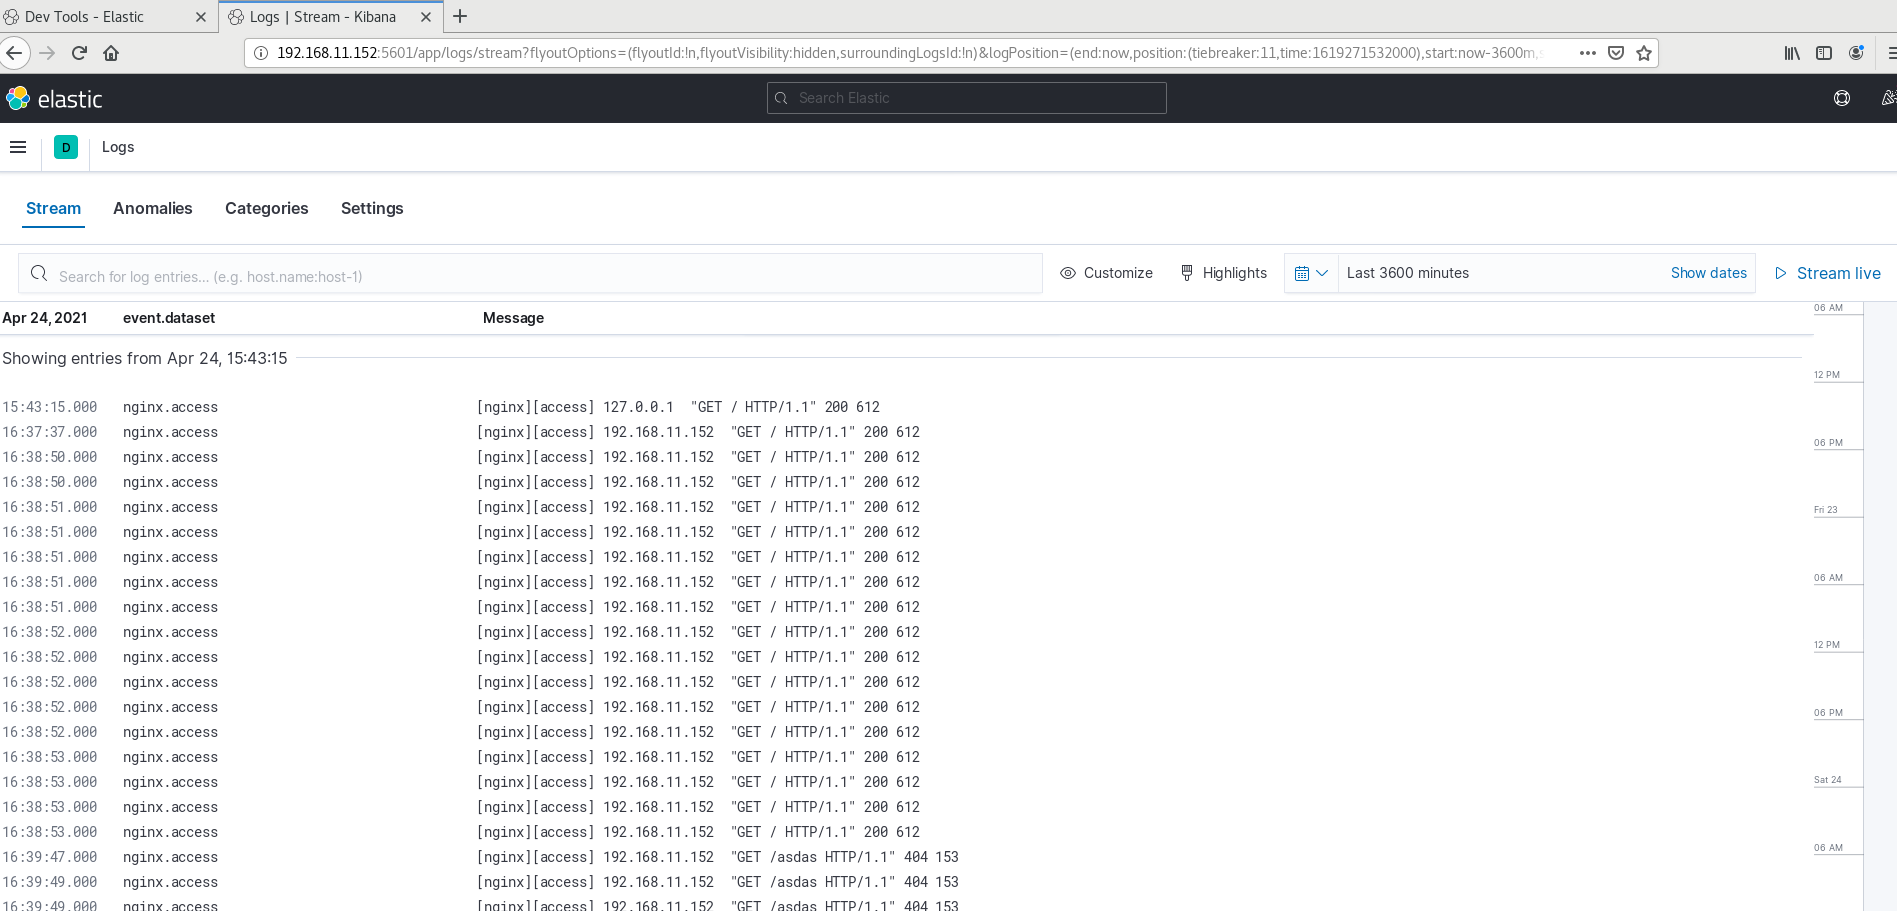 Dev Tools - Elastic
Logs | Stream - Kibana
192.168.11.152:5601/app/logs/stream?flyoutOptions=(flyoutId:!n,flyoutVisibility:hidden,surroundingLogsId:!n)&logPosition=(end:now,position:(tiebreaker:11,time:1619271532000),start:now-3600m,
elastic
Search Elastic
D Logs
Stream Anomalies Categories Settings
Search for log entries... (e.g. host.name:host-1) Customize Highlights Last 3600 minutes Show dates Stream live
Apr 24, 2021 event.dataset Message
Showing entries from Apr 24, 15:43:15
15:43:15.000 nginx.access [nginx][access] 127.0.0.1 "GET / HTTP/1.1" 200 612
16:37:37.000 nginx.access [nginx][access] 192.168.11.152 "GET / HTTP/1.1" 200 612
16:38:50.000 nginx.access [nginx][access] 192.168.11.152 "GET / HTTP/1.1" 200 612
16:38:50.000 nginx.access [nginx][access] 192.168.11.152 "GET / HTTP/1.1" 200 612
16:38:51.000 nginx.access [nginx][access] 192.168.11.152 "GET / HTTP/1.1" 200 612
16:38:51.000 nginx.access [nginx][access] 192.168.11.152 "GET / HTTP/1.1" 200 612
16:38:51.000 nginx.access [nginx][access] 192.168.11.152 "GET / HTTP/1.1" 200 612
16:38:51.000 nginx.access [nginx][access] 192.168.11.152 "GET / HTTP/1.1" 200 612
16:38:51.000 nginx.access [nginx][access] 192.168.11.152 "GET / HTTP/1.1" 200 612
16:38:52.000 nginx.access [nginx][access] 192.168.11.152 "GET / HTTP/1.1" 200 612
16:38:52.000 nginx.access [nginx][access] 192.168.11.152 "GET / HTTP/1.1" 200 612
16:38:52.000 nginx.access [nginx][access] 192.168.11.152 "GET / HTTP/1.1" 200 612
16:38:52.000 nginx.access [nginx][access] 192.168.11.152 "GET / HTTP/1.1" 200 612
16:38:52.000 nginx.access [nginx][access] 192.168.11.152 "GET / HTTP/1.1" 200 612
16:38:53.000 nginx.access [nginx][access] 192.168.11.152 "GET / HTTP/1.1" 200 612
16:38:53.000 nginx.access [nginx][access] 192.168.11.152 "GET / HTTP/1.1" 200 612
16:38:53.000 nginx.access [nginx][access] 192.168.11.152 "GET / HTTP/1.1" 200 612
16:38:53.000 nginx.access [nginx][access] 192.168.11.152 "GET / HTTP/1.1" 200 612
16:39:47.000 nginx.access [nginx][access] 192.168.11.152 "GET /asdas HTTP/1.1" 404 153
16:39:49.000 nginx.access [nginx][access] 192.168.11.152 "GET /asdas HTTP/1.1" 404 153
16:39:49.000 nginx.access [nginx][access] 192.168.11.152 "GET /asdas HTTP/1.1" 404 153
06 AM
12 PM
06 PM
Fri 23
06 AM
12 PM
06 PM
Sat 24
06 AM